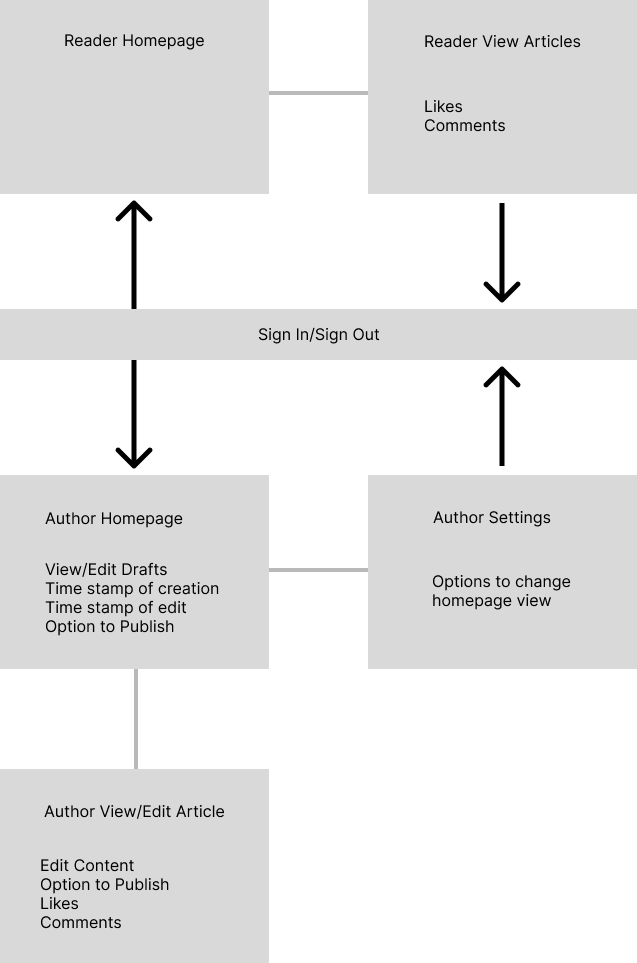 Reader Homepage
Reader View Articles
Likes
Comments
Sign In/Sign Out
Author Homepage
View/Edit Drafts
Time stamp of creation
Time stamp of edit
Option to Publish
Author Settings
Options to change
homepage view
Author View/Edit Article
Edit Content
Option to Publish
Likes
Comments